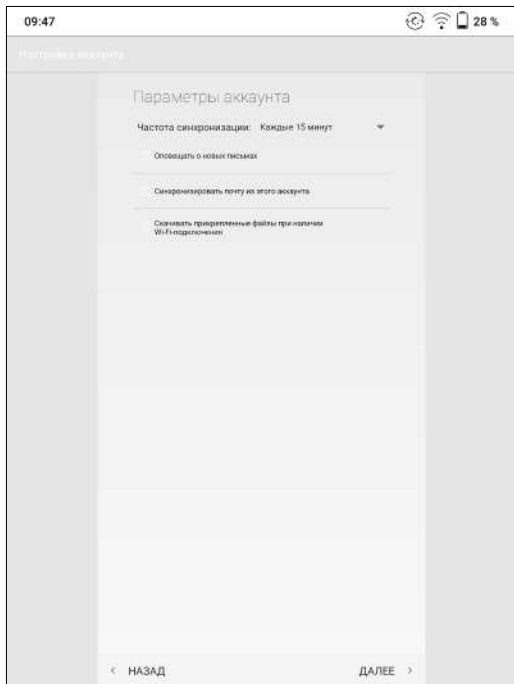 09:47
28 %
Настройка аккаунта
Параметры аккаунта
Частота синхронизации: Каждые 15 минут
Оповещать о новых письмах
Синхронизировать почту из этого аккаунта
Скачивать прикрепленные файлы при наличии
Wi-Fi-подключения
НАЗАД
ДАЛЕЕ